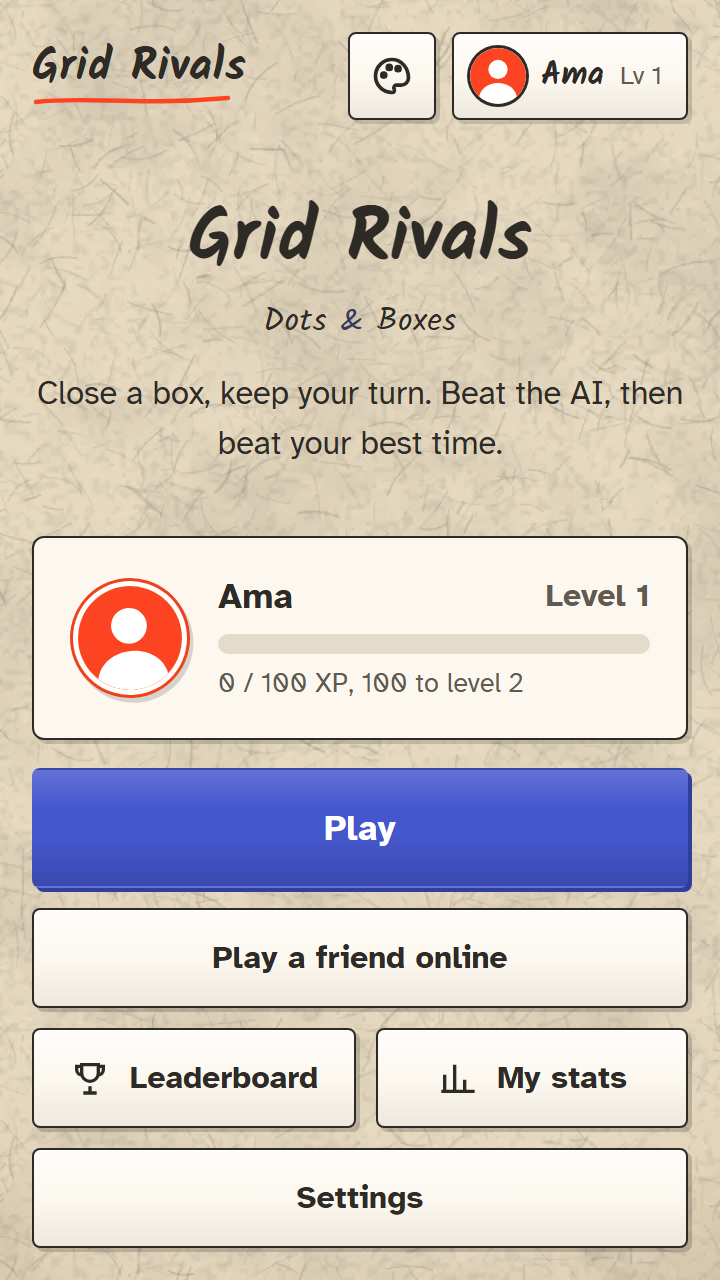 Grid Rivals
Ama Lv 1
Grid Rivals
Dots & Boxes
Close a box, keep your turn. Beat the AI, then
beat your best time.
Ama
Level 1
0 / 100 XP, 100 to level 2
Play
Play a friend online
Leaderboard
My stats
Settings